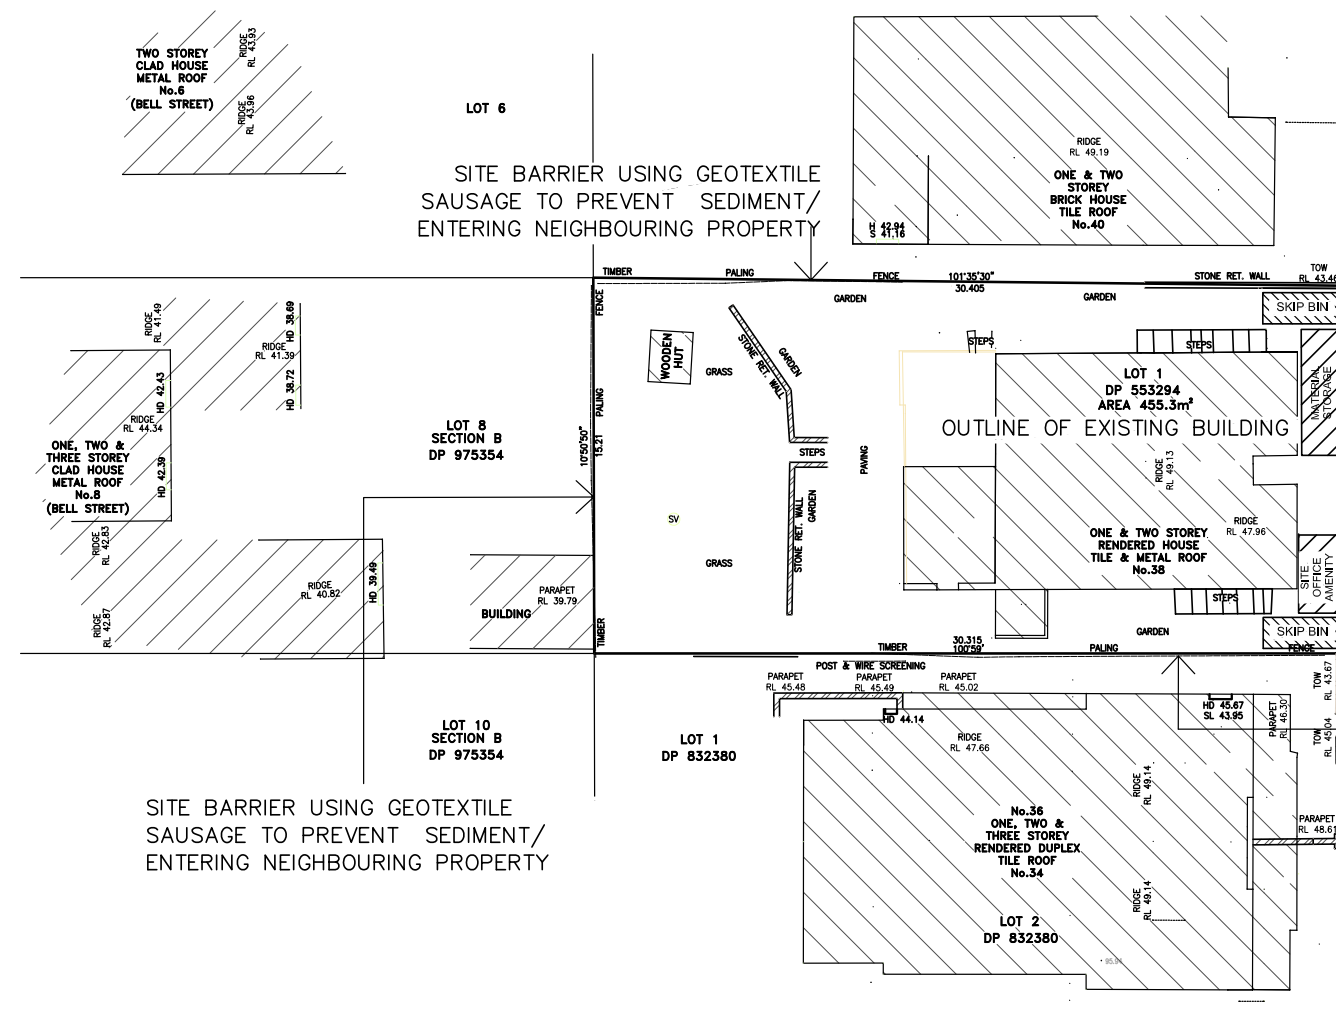 TWO STOREY
CLAD HOUSE
METAL ROOF
No.6
(BELL STREET)
RIDGE
RL 43.93
RIDGE
RL 43.96
LOT 6
SITE BARRIER USING GEOTEXTILE
SAUSAGE TO PREVENT SEDIMENT/
ENTERING NEIGHBOURING PROPERTY
RIDGE
RL 49.19
ONE & TWO
STOREY
BRICK HOUSE
TILE ROOF
No.40
H 42.94
S 41.16
TIMBER
PALING
FENCE
101°35'30"
30.405
STONE RET. WALL
TOW
RL 43.46
GARDEN
GARDEN
SKIP BIN
FENCE
PALING
TIMBER
10°50'50"
15.21
RIDGE
RL 41.49
RIDGE
RL 41.39
HD 38.69
HD 38.72
HD 42.43
RIDGE
RL 44.34
HD 42.39
ONE, TWO &
THREE STOREY
CLAD HOUSE
METAL ROOF
No.8
(BELL STREET)
RIDGE
RL 42.83
RIDGE
RL 42.87
RIDGE
RL 40.82
HD 39.49
LOT 8
SECTION B
DP 975354
PARAPET
RL 39.79
BUILDING
WOODEN
HUT
GRASS
STONE RET. WALL
GARDEN
STEPS
PAVING
STONE RET. WALL
GARDEN
SV
GRASS
STEPS
STEPS
LOT 1
DP 553294
AREA 455.3m²
OUTLINE OF EXISTING BUILDING
RIDGE
RL 49.13
RIDGE
RL 47.96
ONE & TWO STOREY
RENDERED HOUSE
TILE & METAL ROOF
No.38
MATERIAL
STORAGE
SITE
OFFICE
AMENITY
STEPS
GARDEN
SKIP BIN
TIMBER
30.315
100°59'
PALING
FENCE
POST & WIRE SCREENING
PARAPET
RL 45.48
PARAPET
RL 45.49
PARAPET
RL 45.02
HD 44.14
RIDGE
RL 47.66
HD 45.67
SL 43.95
PARAPET
RL 46.30
TOW
RL 43.67
TOW
RL 45.04
LOT 10
SECTION B
DP 975354
LOT 1
DP 832380
SITE BARRIER USING GEOTEXTILE
SAUSAGE TO PREVENT SEDIMENT/
ENTERING NEIGHBOURING PROPERTY
RIDGE
RL 49.14
No.36
ONE, TWO &
THREE STOREY
RENDERED DUPLEX
TILE ROOF
No.34
PARAPET
RL 48.61
RIDGE
RL 49.14
LOT 2
DP 832380
95.94